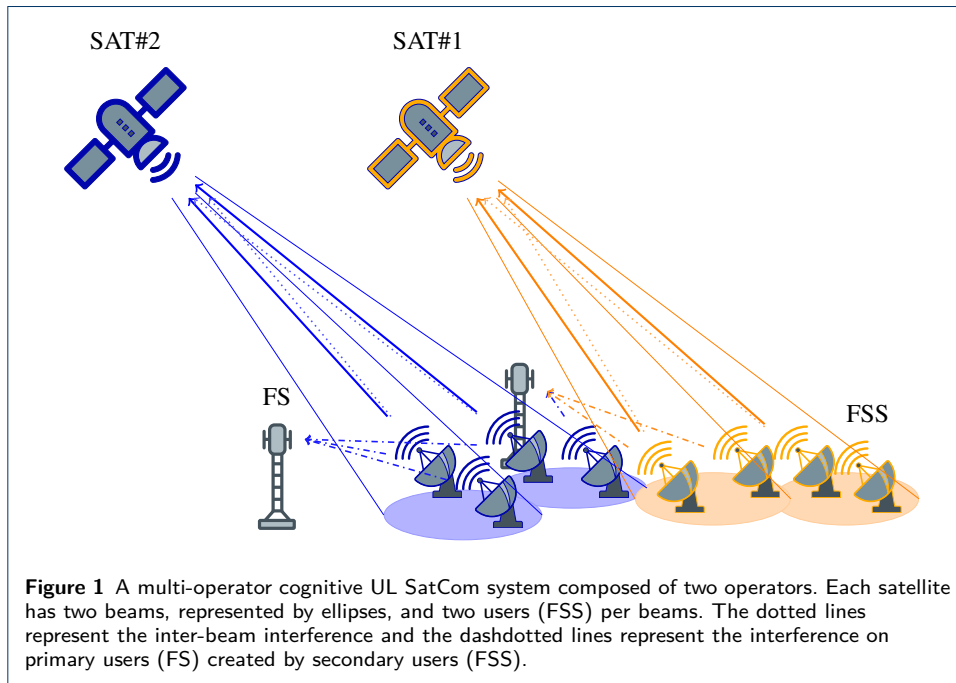 SAT#2
SAT#1
FS
FSS
Figure 1 A multi-operator cognitive UL SatCom system composed of two operators. Each satellite
has two beams, represented by ellipses, and two users (FSS) per beams. The dotted lines
represent the inter-beam interference and the dashdotted lines represent the interference on
primary users (FS) created by secondary users (FSS).